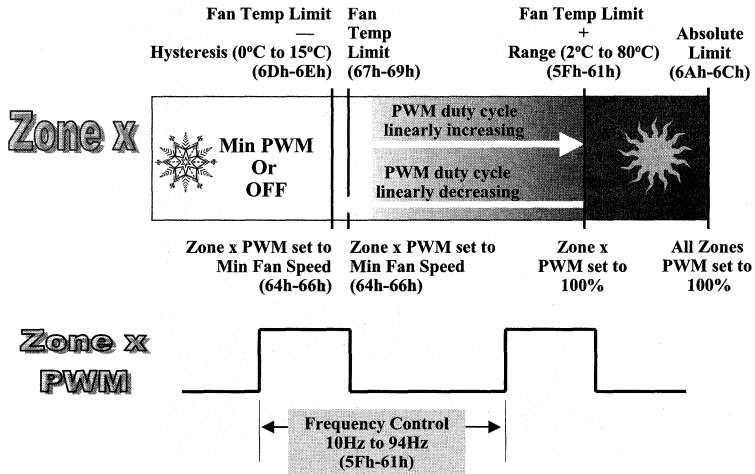 Fan Temp Limit
—
Hysteresis (0°C to 15°C)
(6Dh-6Eh)
Fan
Temp
Limit
(67h-69h)
Fan Temp Limit
+
Range (2°C to 80°C)
(5Fh-61h)
Absolute
Limit
(6Ah-6Ch)
Zone x
Min PWM
Or
OFF
PWM duty cycle
linearly increasing
PWM duty cycle
linearly decreasing
Zone x PWM set to
Min Fan Speed
(64h-66h)
Zone x PWM set to
Min Fan Speed
(64h-66h)
Zone x
PWM set to
100%
All Zones
PWM set to
100%
Zone x
PWM
Frequency Control
10Hz to 94Hz
(5Fh-61h)